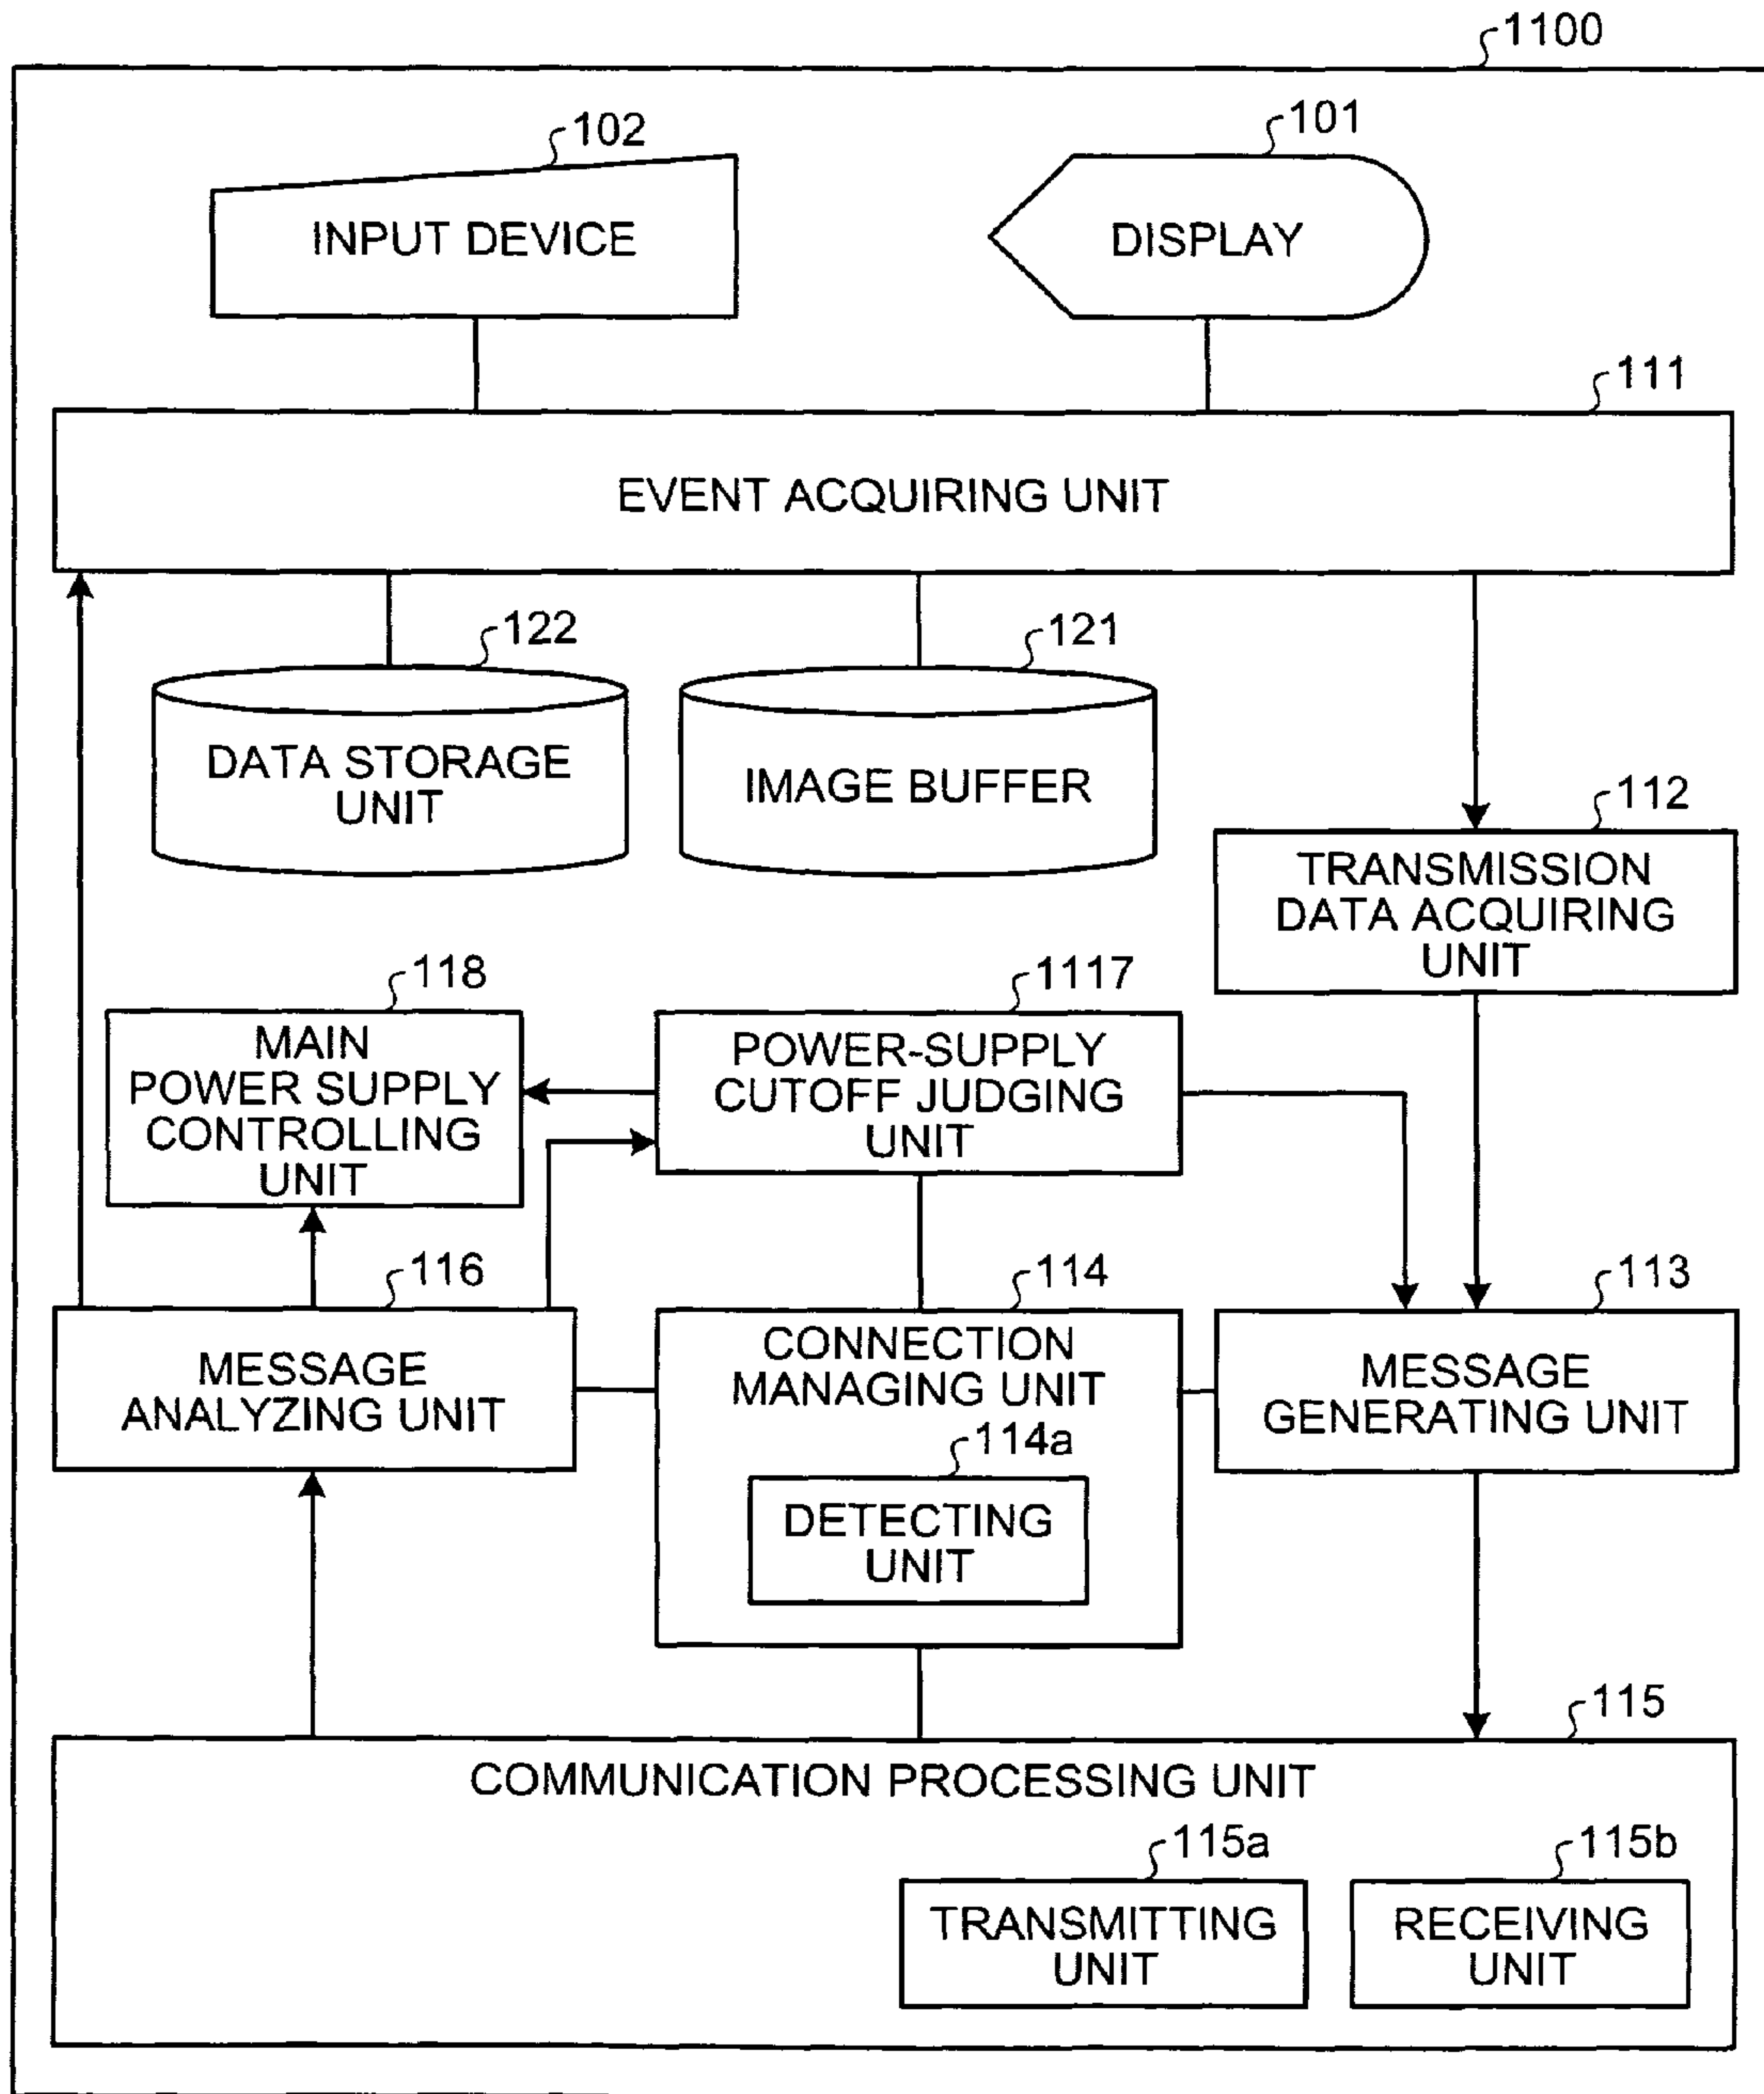 1100
102
INPUT DEVICE
101
DISPLAY
111
EVENT ACQUIRING UNIT
122
DATA STORAGE
UNIT
121
IMAGE BUFFER
112
TRANSMISSION
DATA ACQUIRING
UNIT
118
MAIN
POWER SUPPLY
CONTROLLING
UNIT
1117
POWER-SUPPLY
CUTOFF JUDGING
UNIT
116
MESSAGE
ANALYZING UNIT
114
CONNECTION
MANAGING UNIT
114a
DETECTING
UNIT
113
MESSAGE
GENERATING UNIT
115
COMMUNICATION PROCESSING UNIT
115a
TRANSMITTING
UNIT
115b
RECEIVING
UNIT